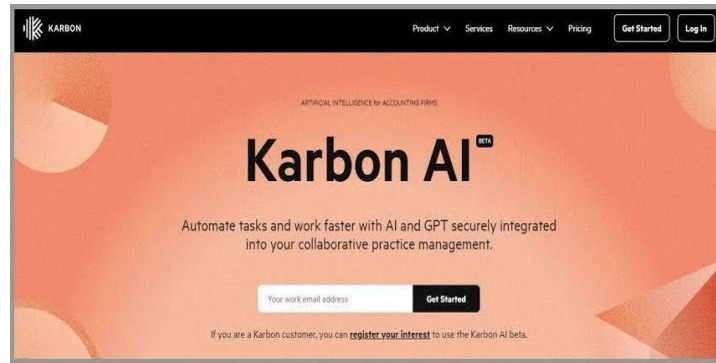 KARBON
Product Services Resources Pricing Get Started Log In
ARTIFICIAL INTELLIGENCE for ACCOUNTING FIRMS
Karbon AI BETA
Automate tasks and work faster with AI and GPT securely integrated
into your collaborative practice management.
Your work email address Get Started
If you are a Karbon customer, you can register your interest to use the Karbon AI beta.